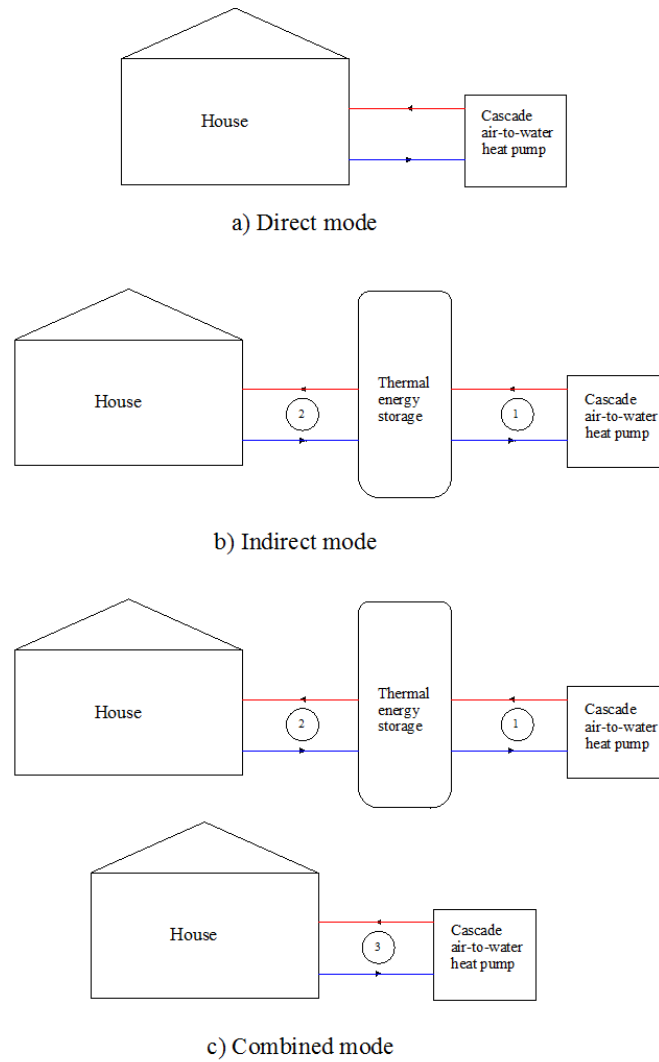 House
Cascade
air-to-water
heat pump
a) Direct mode
House
2
Thermal
energy
storage
1
Cascade
air-to-water
heat pump
b) Indirect mode
House
2
Thermal
energy
storage
1
Cascade
air-to-water
heat pump
House
3
Cascade
air-to-water
heat pump
c) Combined mode